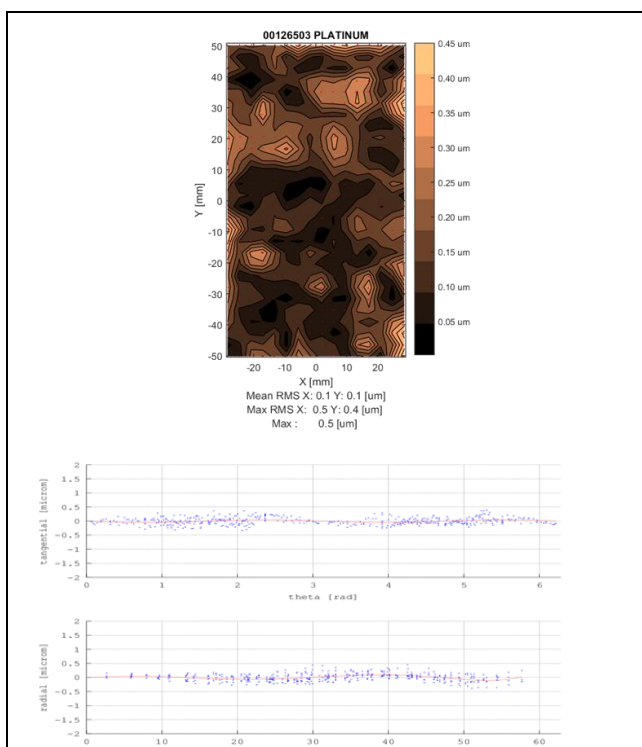 00126503 PLATINUM
50
40
30
20
10
0
-10
-20
-30
-40
-50
Y [mm]
-20 -10 0 10 20
X [mm]
0.45 um
0.40 um
0.35 um
0.30 um
0.25 um
0.20 um
0.15 um
0.10 um
0.05 um
Mean RMS X: 0.1 Y: 0.1 [um]
Max RMS X: 0.5 Y: 0.4 [um]
Max : 0.5 [um]
tangential [microm]
2
1.5
1
0.5
0
-0.5
-1
-1.5
-2
0 1 2 3 4 5 6
theta [rad]
radial [microm]
2
1.5
1
0.5
0
-0.5
-1
-1.5
-2
0 10 20 30 40 50 60